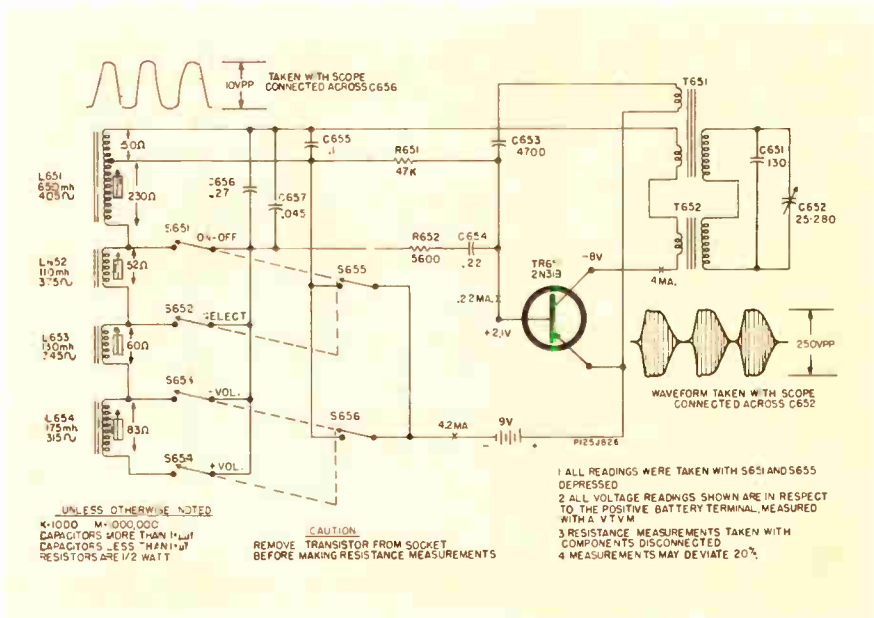 10VPP
TAKEN WITH SCOPE
CONNECTED ACROSS C656
50Ω
L651
650mh
405∿
230Ω
C655
.1
R651
47K
C653
4700
T651
C651
130
C652
25-280
C656
.27
C657
.045
S651
ON-OFF
R652
5600
C654
.22
T652
52Ω
110mh
375∿
S655
TR6
2N319
-8V
4MA.
.22MA.
+2.1V
S652
SELECT
L653
130mh
345∿
60Ω
250VPP
WAVEFORM TAKEN WITH SCOPE
CONNECTED ACROSS C652
-VOL.
S656
L654
175mh
315∿
83Ω
4.2MA
9V
-
+
P125J826
S654
+VOL.
UNLESS OTHERWISE NOTED
K=1000 M=1000,000
CAPACITORS MORE THAN 1=
CAPACITORS LESS THAN 1=
RESISTORS ARE 1/2 WATT
CAUTION
REMOVE TRANSISTOR FROM SOCKET
BEFORE MAKING RESISTANCE MEASUREMENTS
1 ALL READINGS WERE TAKEN WITH S651 AND S655
DEPRESSED
2 ALL VOLTAGE READINGS SHOWN ARE IN RESPECT
TO THE POSITIVE BATTERY TERMINAL, MEASURED
WITH A VTVM
3 RESISTANCE MEASUREMENTS TAKEN WITH
COMPONENTS DISCONNECTED
4 MEASUREMENTS MAY DEVIATE 20%